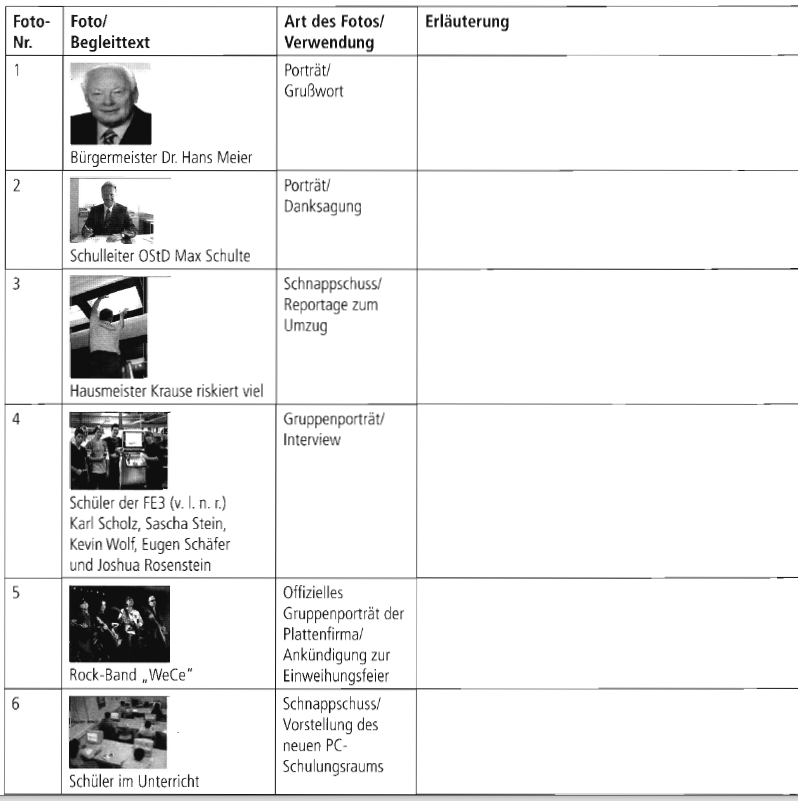 Foto-
Nr.
Foto/
Begleittext
Art des Fotos/
Verwendung
Erläuterung
1
Bürgermeister Dr. Hans Meier
Porträt/
Grußwort
2
Schulleiter OStD Max Schulte
Porträt/
Danksagung
3
Hausmeister Krause riskiert viel
Schnappschuss/
Reportage zum
Umzug
4
Schüler der FE3 (v. l. n. r.)
Karl Scholz, Sascha Stein,
Kevin Wolf, Eugen Schäfer
und Joshua Rosenstein
Gruppenporträt/
Interview
5
Rock-Band „WeCe“
Offizielles
Gruppenporträt der
Plattenfirma/
Ankündigung zur
Einweihungsfeier
6
Schüler im Unterricht
Schnappschuss/
Vorstellung des
neuen PC-
Schulungsraums